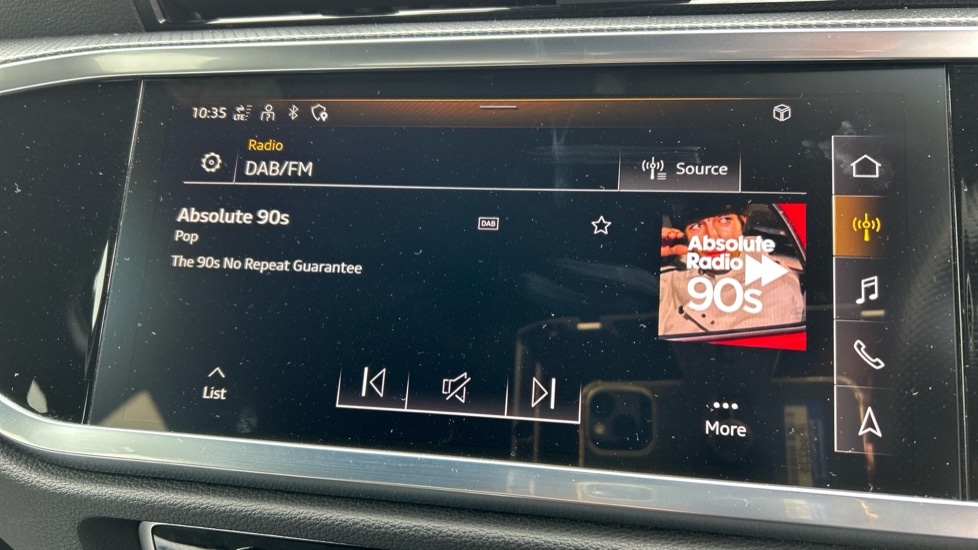 10:35 LTE
Radio
DAB/FM
Source
Absolute 90s
DAB
Pop
The 90s No Repeat Guarantee
Absolute
Radio
90s
List
More